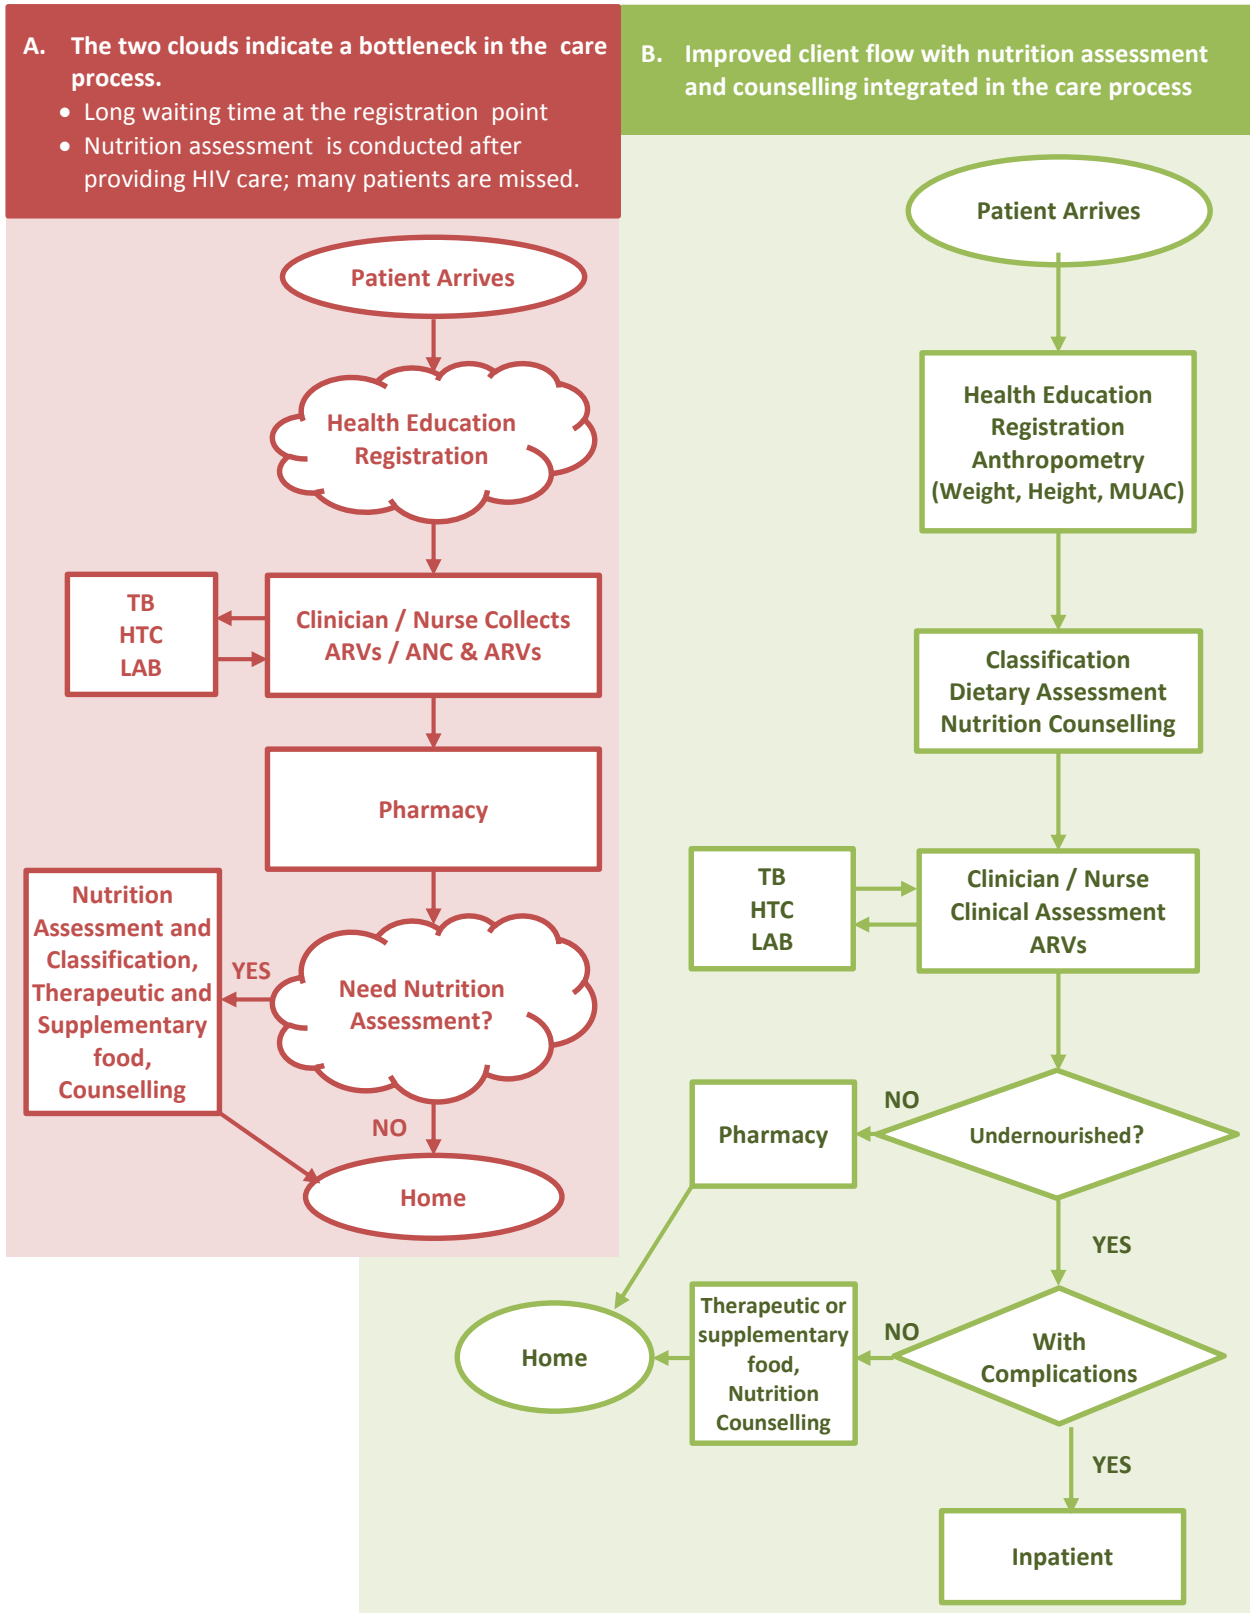 A. The two clouds indicate a bottleneck in the care
process.
• Long waiting time at the registration point
• Nutrition assessment is conducted after
providing HIV care; many patients are missed.
Patient Arrives
Health Education
Registration
TB
HTC
LAB
Clinician / Nurse Collects
ARVs / ANC & ARVs
Pharmacy
Nutrition
Assessment and
Classification,
Therapeutic and
Supplementary
food,
Counselling
YES
Need Nutrition
Assessment?
NO
Home
B. Improved client flow with nutrition assessment
and counselling integrated in the care process
Patient Arrives
Health Education
Registration
Anthropometry
(Weight, Height, MUAC)
Classification
Dietary Assessment
Nutrition Counselling
TB
HTC
LAB
Clinician / Nurse
Clinical Assessment
ARVs
Pharmacy
NO
Undernourished?
YES
Home
Therapeutic or
supplementary
food,
Nutrition
Counselling
NO
With
Complications
YES
Inpatient